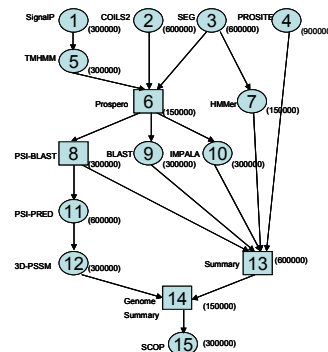 SignalP 1 (300000) COILS2 2 (600000) SEG 3 (600000) PROSITE 4 (900000)
TMHMM 5 (300000)
Prospero 6 (150000) HMMer 7 (150000)
PSI-BLAST 8 (300000) BLAST 9 (300000) IMPALA 10 (300000)
PSI-PRED 11 (600000)
3D-PSSM 12 (300000) Summary 13 (600000)
Genome 14 (150000)
Summary
SCOP 15 (300000)